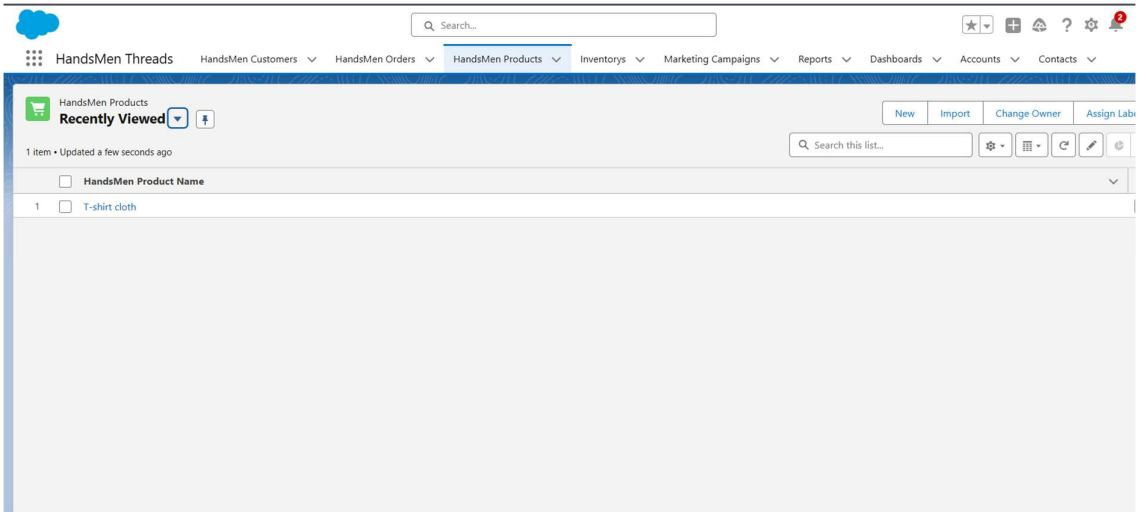 Search...
2
HandsMen Threads HandsMen Customers HandsMen Orders HandsMen Products Inventorys Marketing Campaigns Reports Dashboards Accounts Contacts
HandsMen Products
Recently Viewed
New Import Change Owner Assign Labe
1 item • Updated a few seconds ago
Search this list...
HandsMen Product Name
1 T-shirt cloth